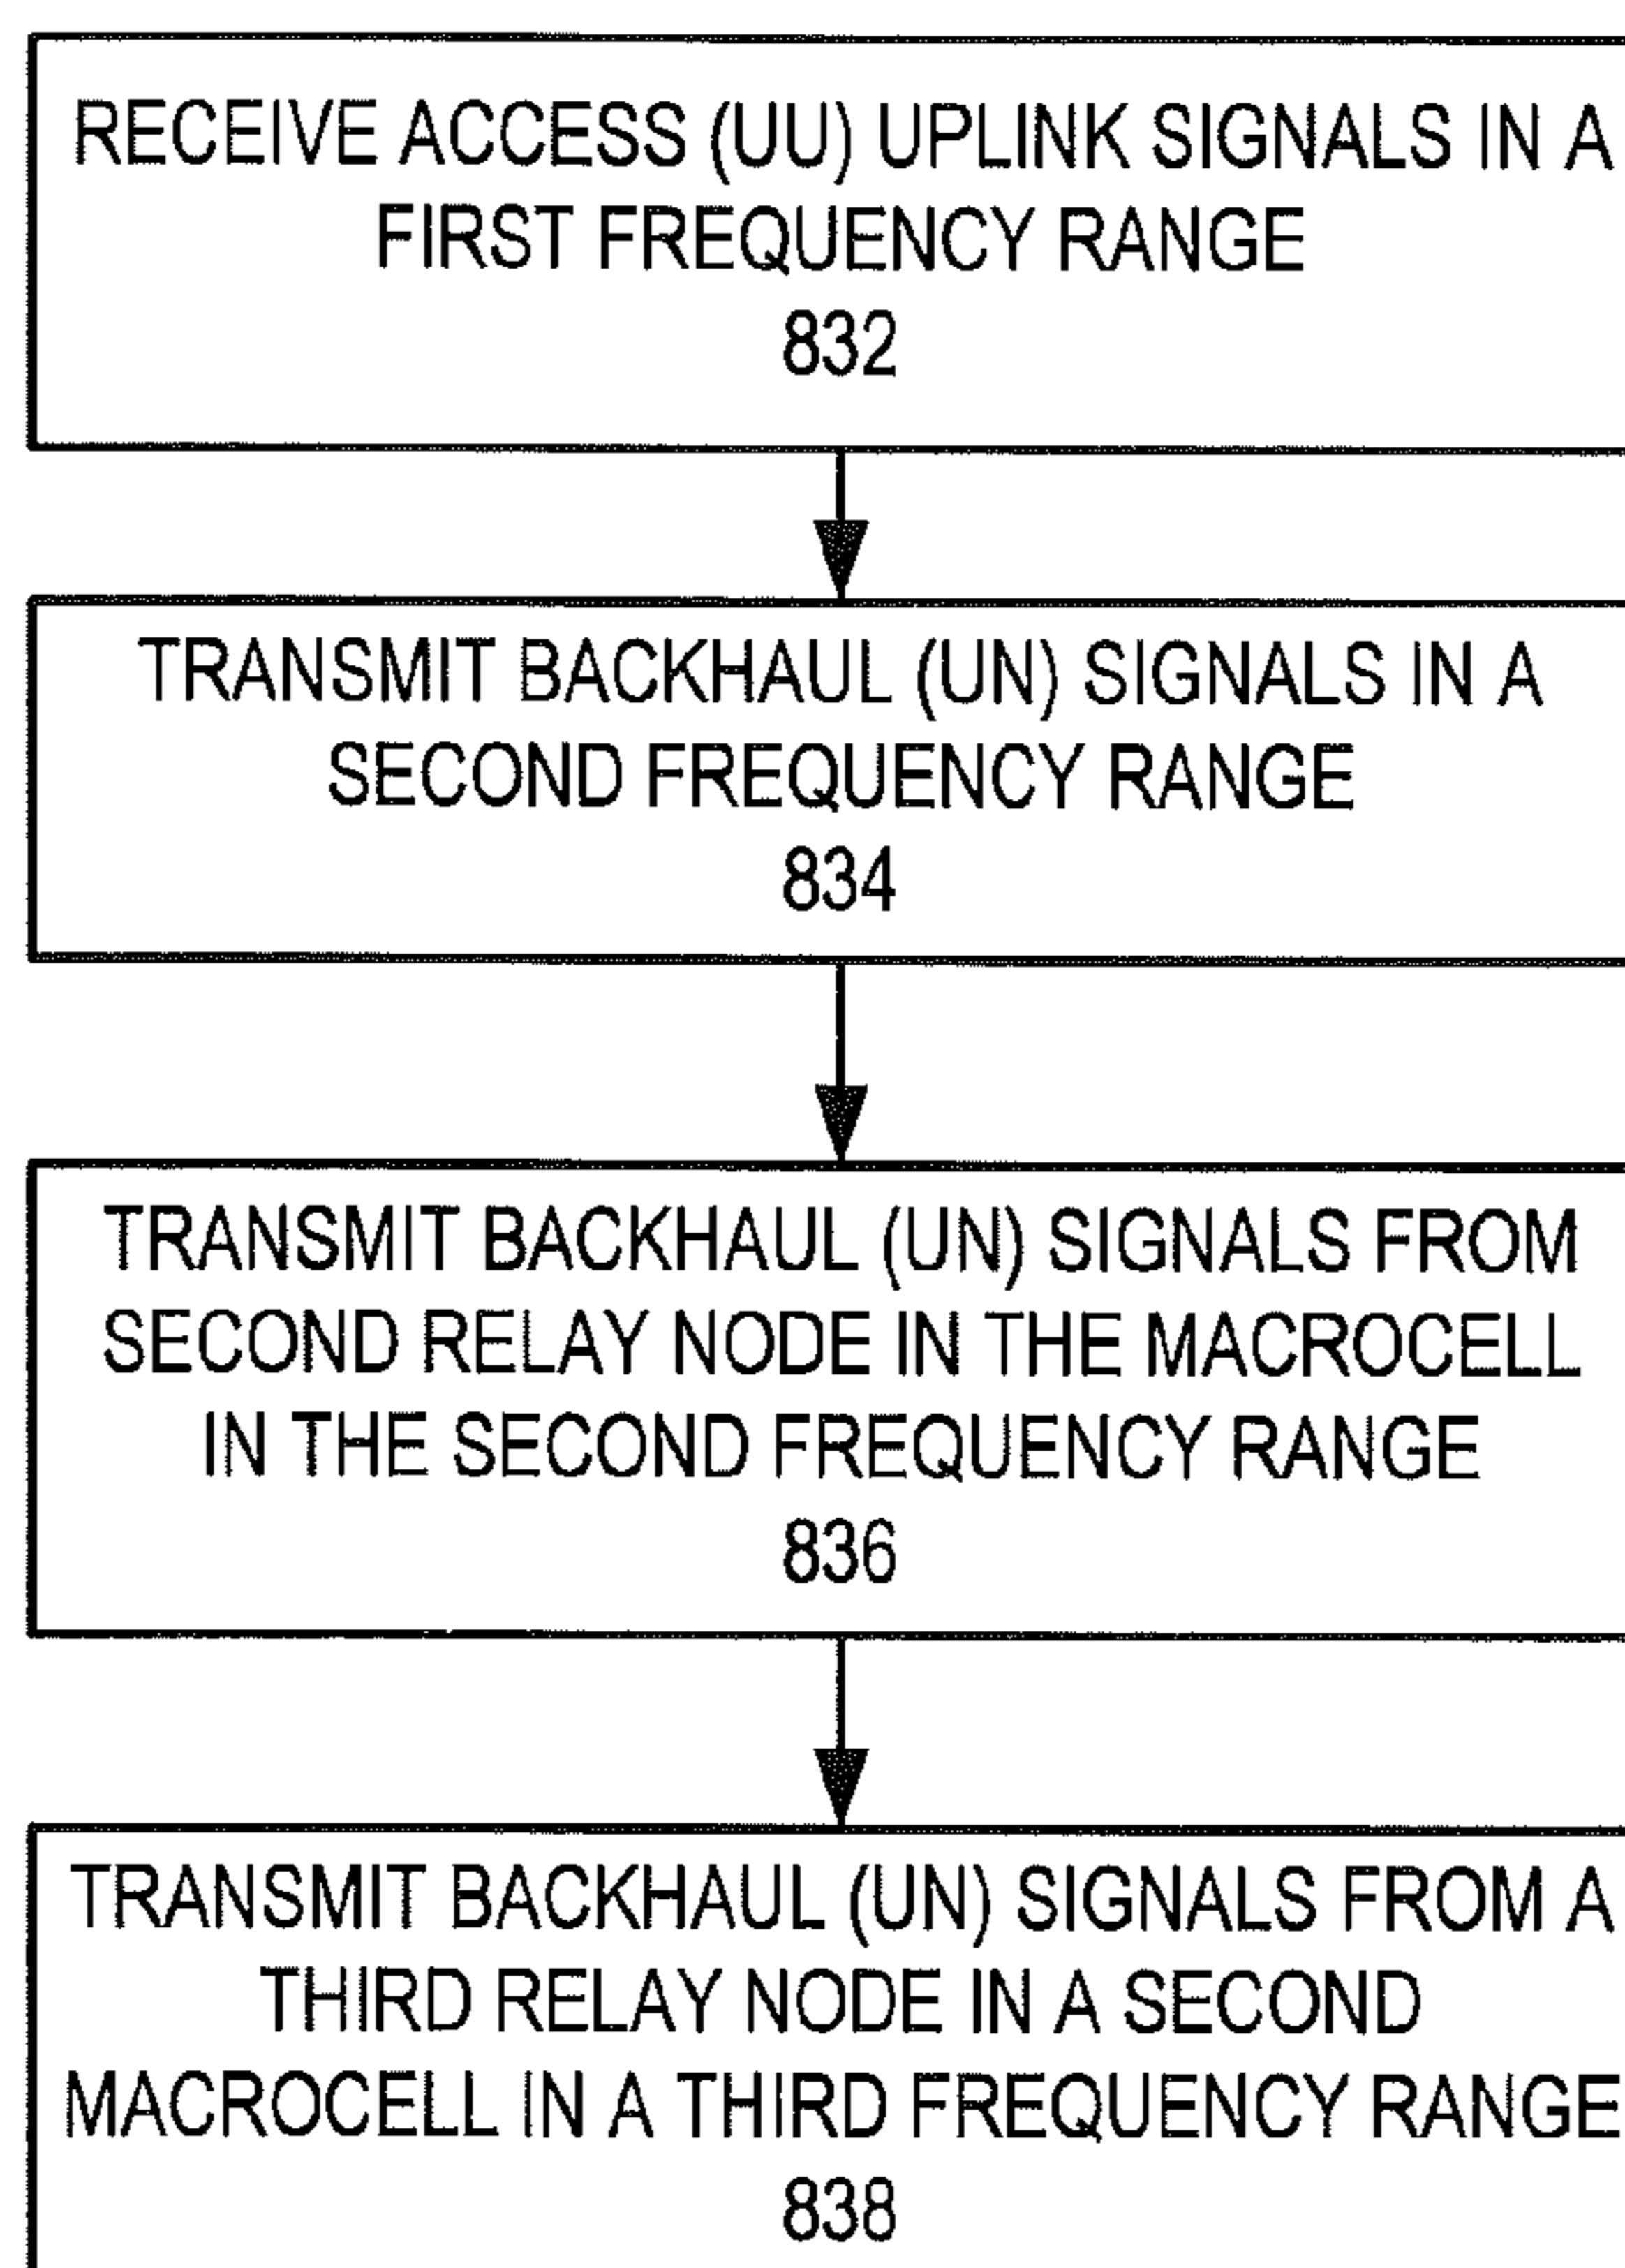 RECEIVE ACCESS (UU) UPLINK SIGNALS IN A
FIRST FREQUENCY RANGE
832
TRANSMIT BACKHAUL (UN) SIGNALS IN A
SECOND FREQUENCY RANGE
834
TRANSMIT BACKHAUL (UN) SIGNALS FROM
SECOND RELAY NODE IN THE MACROCELL
IN THE SECOND FREQUENCY RANGE
836
TRANSMIT BACKHAUL (UN) SIGNALS FROM A
THIRD RELAY NODE IN A SECOND
MACROCELL IN A THIRD FREQUENCY RANGE
838